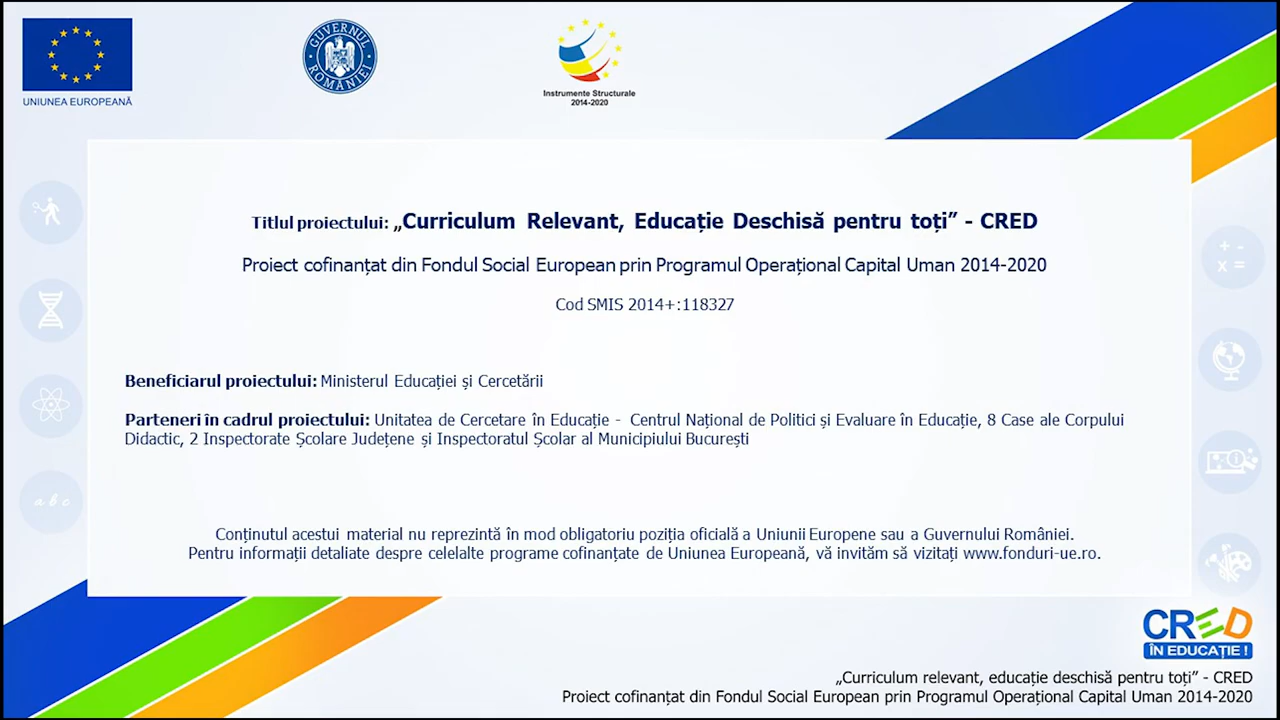 UNIUNEA EUROPEANĂ
GUVERNUL ROMÂNIEI
Instrumente Structurale
2014-2020
Titlul proiectului: „Curriculum Relevant, Educație Deschisă pentru toți” - CRED
Proiect cofinanțat din Fondul Social European prin Programul Operațional Capital Uman 2014-2020
Cod SMIS 2014+:118327
Beneficiarul proiectului: Ministerul Educației și Cercetării
Parteneri în cadrul proiectului: Unitatea de Cercetare în Educație - Centrul Național de Politici și Evaluare în Educație, 8 Case ale Corpului
Didactic, 2 Inspectorate Școlare Județene și Inspectoratul Școlar al Municipiului București
a b c
Conținutul acestui material nu reprezintă în mod obligatoriu poziția oficială a Uniunii Europene sau a Guvernului României.
Pentru informații detaliate despre celelalte programe cofinanțate de Uniunea Europeană, vă invităm să vizitați www.fonduri-ue.ro.
CRED
ÎN EDUCAȚIE !
„Curriculum relevant, educație deschisă pentru toți” - CRED
Proiect cofinanțat din Fondul Social European prin Programul Operațional Capital Uman 2014-2020